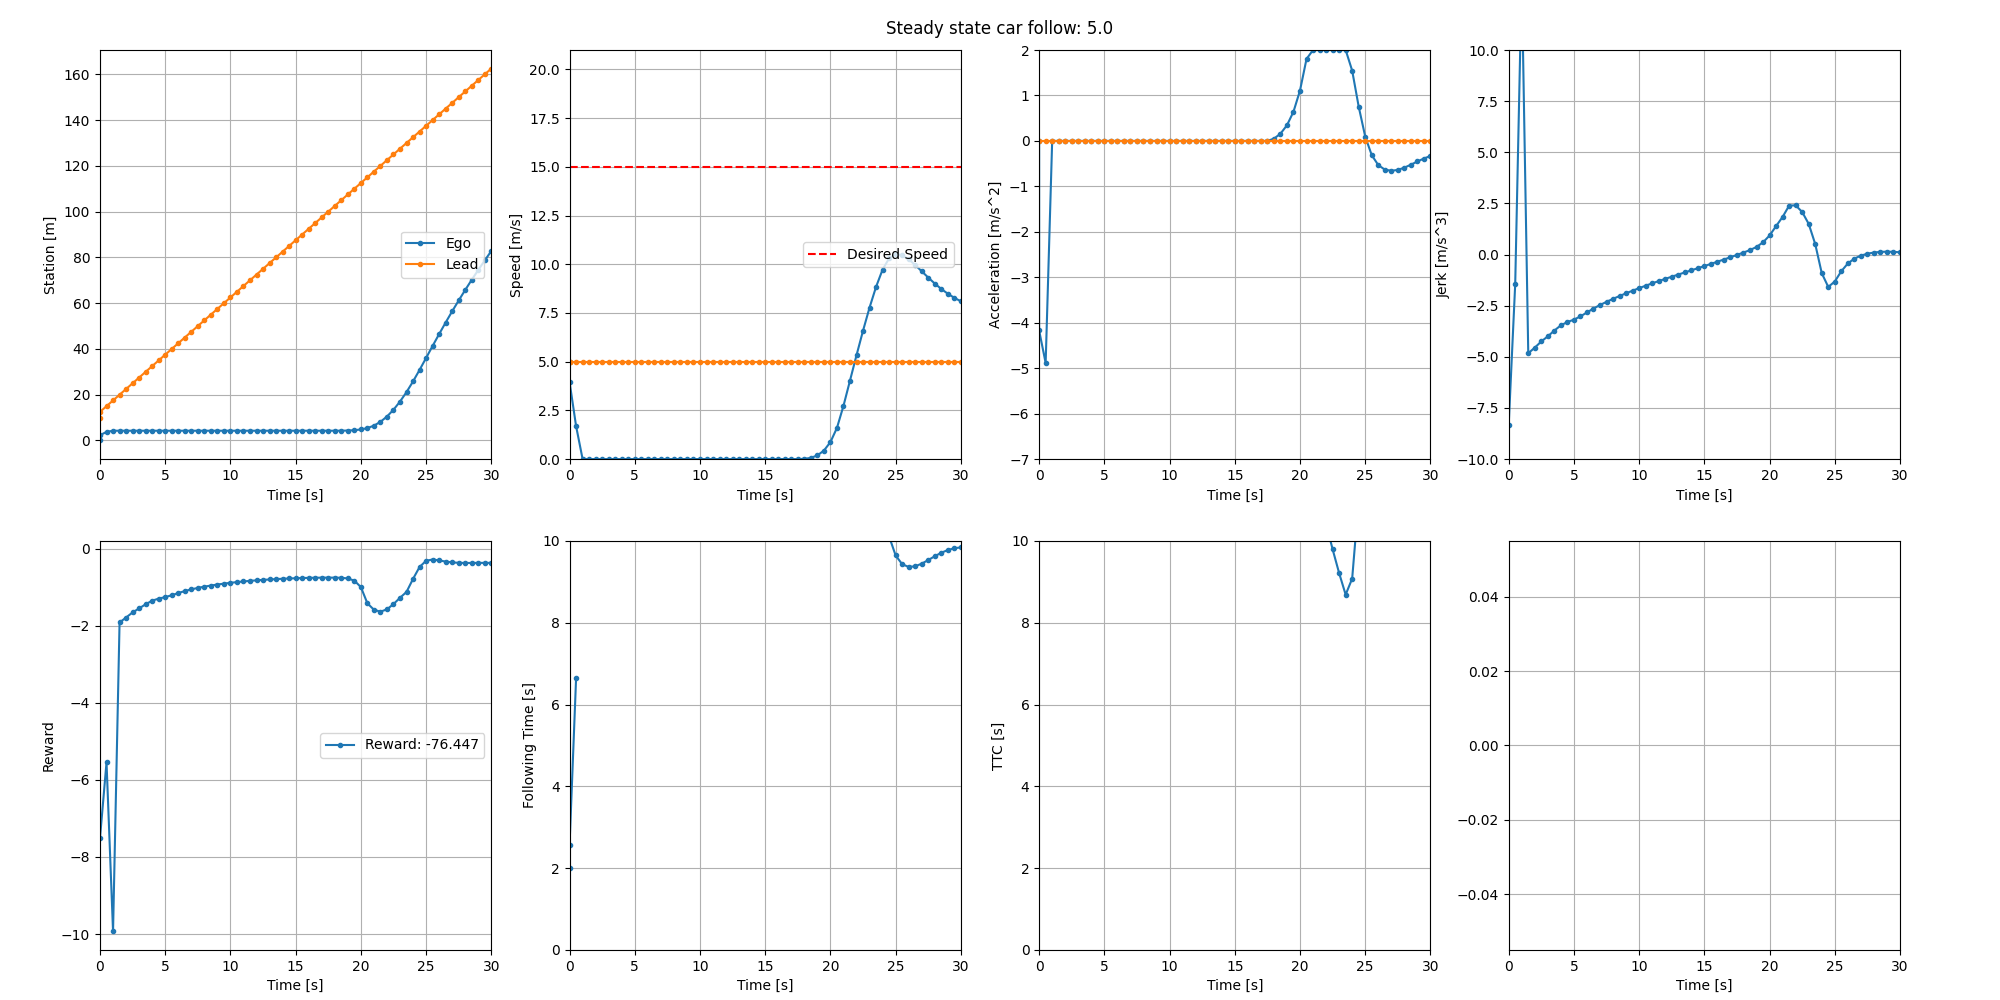 Steady state car follow: 5.0
Station [m]
160
140
120
100
80
60
40
20
0
Ego
Lead
0 5 10 15 20 25 30
Time [s]
Speed [m/s]
20.0
17.5
15.0
12.5
10.0
7.5
5.0
2.5
0.0
Desired Speed
0 5 10 15 20 25 30
Time [s]
Acceleration [m/s^2]
2
1
0
−1
−2
−3
−4
−5
−6
−7
0 5 10 15 20 25 30
Time [s]
Jerk [m/s^3]
10.0
7.5
5.0
2.5
0.0
−2.5
−5.0
−7.5
−10.0
0 5 10 15 20 25 30
Time [s]
Reward
0
−2
−4
−6
−8
−10
Reward: -76.447
0 5 10 15 20 25 30
Time [s]
Following Time [s]
10
8
6
4
2
0
0 5 10 15 20 25 30
Time [s]
TTC [s]
10
8
6
4
2
0
0 5 10 15 20 25 30
Time [s]
0.04
0.02
0.00
−0.02
−0.04
0 5 10 15 20 25 30
Time [s]